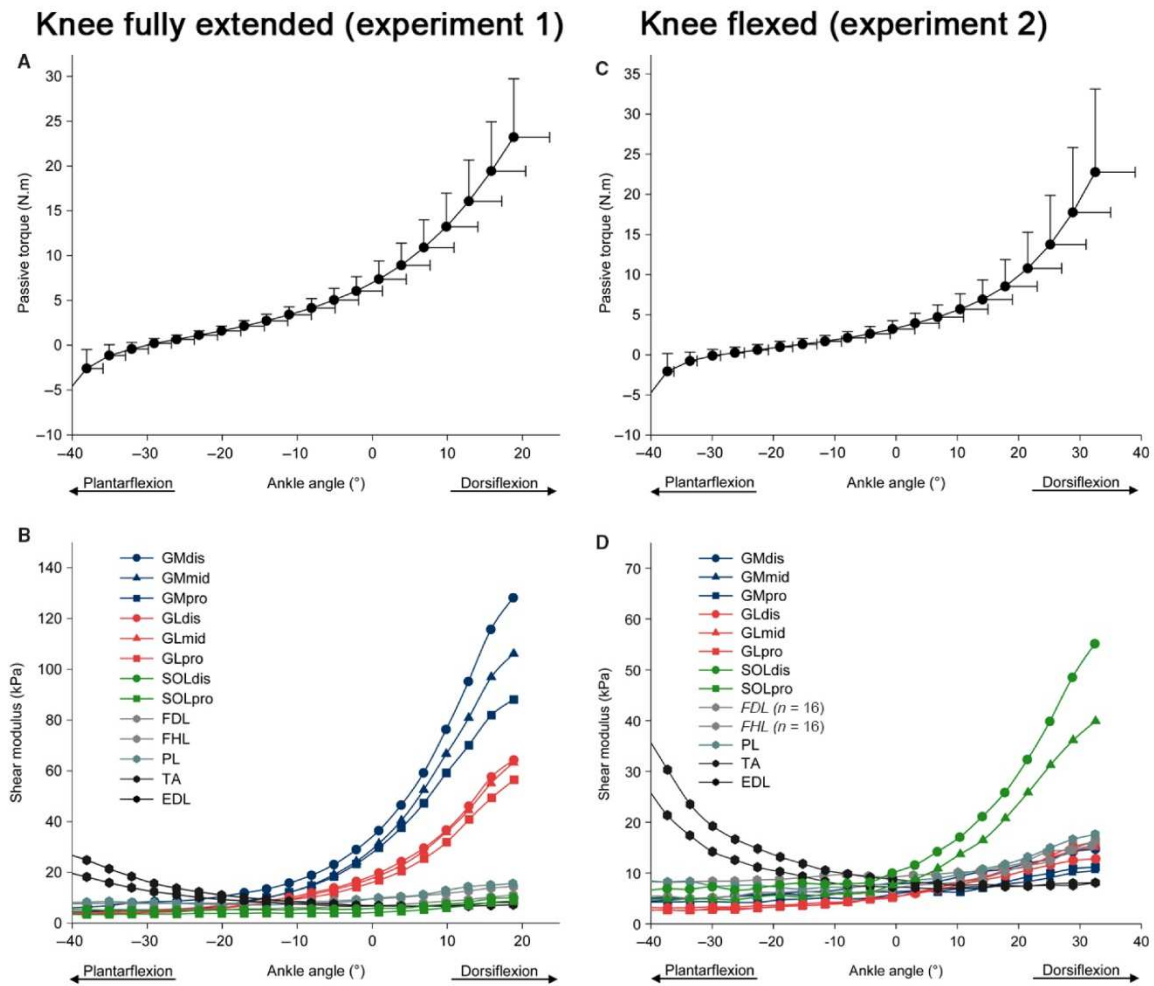 Knee fully extended (experiment 1)
Knee flexed (experiment 2)
A
30
25
20
15
10
5
0
–5
–10
Passive torque (N.m)
–40 –30 –20 –10 0 10 20
Plantarflexion Ankle angle (°) Dorsiflexion
C
35
30
25
20
15
10
5
0
–5
–10
Passive torque (N.m)
–40 –30 –20 –10 0 10 20 30 40
Plantarflexion Ankle angle (°) Dorsiflexion
B
140
120
100
80
60
40
20
0
Shear modulus (kPa)
GMdis
GMmid
GMpro
GLdis
GLmid
GLpro
SOLdis
SOLpro
FDL
FHL
PL
TA
EDL
–40 –30 –20 –10 0 10 20
Plantarflexion Ankle angle (°) Dorsiflexion
D
70
60
50
40
30
20
10
0
Shear modulus (kPa)
GMdis
GMmid
GMpro
GLdis
GLmid
GLpro
SOLdis
SOLpro
FDL (n = 16)
FHL (n = 16)
PL
TA
EDL
–40 –30 –20 –10 0 10 20 30 40
Plantarflexion Ankle angle (°) Dorsiflexion